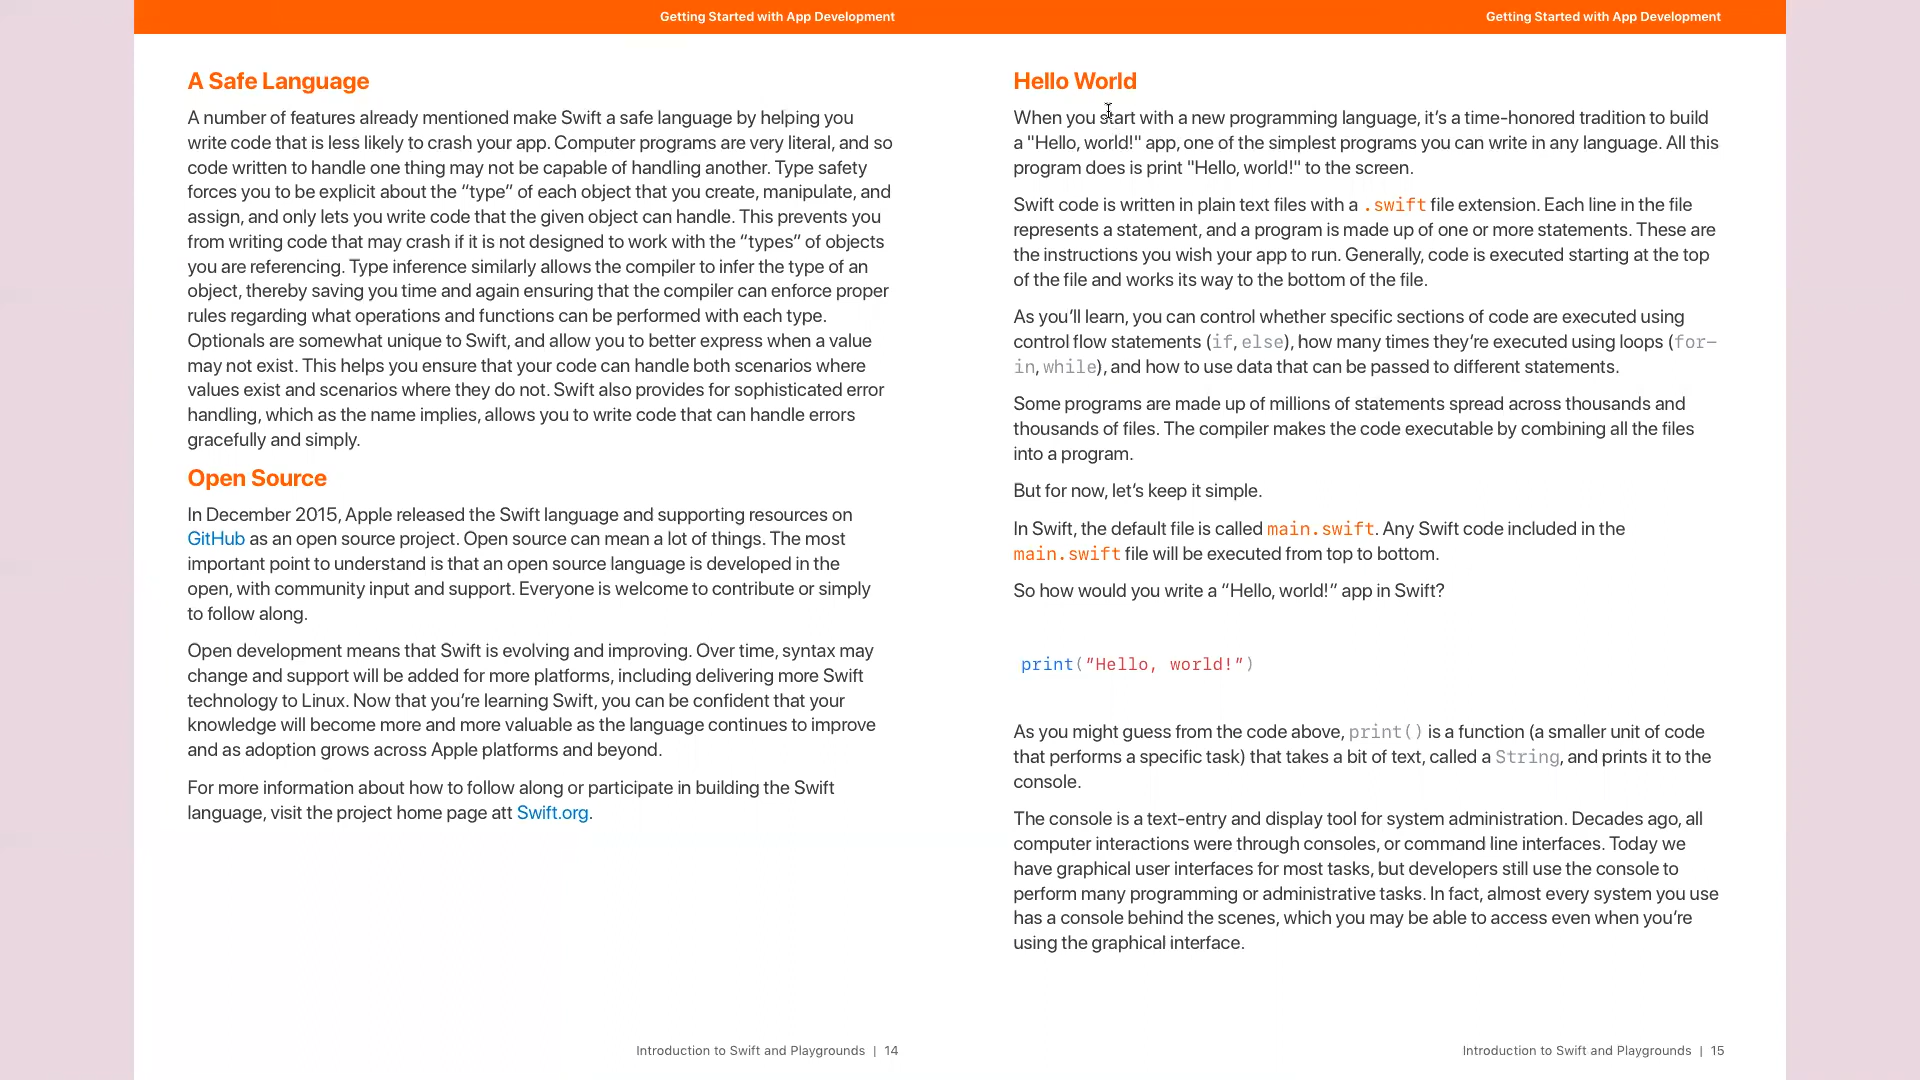 Getting Started with App Development
A Safe Language
A number of features already mentioned make Swift a safe language by helping you
write code that is less likely to crash your app. Computer programs are very literal, and so
code written to handle one thing may not be capable of handling another. Type safety
forces you to be explicit about the “type” of each object that you create, manipulate, and
assign, and only lets you write code that the given object can handle. This prevents you
from writing code that may crash if it is not designed to work with the “types” of objects
you are referencing. Type inference similarly allows the compiler to infer the type of an
object, thereby saving you time and again ensuring that the compiler can enforce proper
rules regarding what operations and functions can be performed with each type.
Optionals are somewhat unique to Swift, and allow you to better express when a value
may not exist. This helps you ensure that your code can handle both scenarios where
values exist and scenarios where they do not. Swift also provides for sophisticated error
handling, which as the name implies, allows you to write code that can handle errors
gracefully and simply.
Open Source
In December 2015, Apple released the Swift language and supporting resources on
GitHub as an open source project. Open source can mean a lot of things. The most
important point to understand is that an open source language is developed in the
open, with community input and support. Everyone is welcome to contribute or simply
to follow along.
Open development means that Swift is evolving and improving. Over time, syntax may
change and support will be added for more platforms, including delivering more Swift
technology to Linux. Now that you’re learning Swift, you can be confident that your
knowledge will become more and more valuable as the language continues to improve
and as adoption grows across Apple platforms and beyond.
For more information about how to follow along or participate in building the Swift
language, visit the project home page att Swift.org.
Introduction to Swift and Playgrounds | 14
Getting Started with App Development
Hello World
When you start with a new programming language, it’s a time-honored tradition to build
a "Hello, world!" app, one of the simplest programs you can write in any language. All this
program does is print "Hello, world!" to the screen.
Swift code is written in plain text files with a .swift file extension. Each line in the file
represents a statement, and a program is made up of one or more statements. These are
the instructions you wish your app to run. Generally, code is executed starting at the top
of the file and works its way to the bottom of the file.
As you’ll learn, you can control whether specific sections of code are executed using
control flow statements (if, else), how many times they’re executed using loops (for–
in, while), and how to use data that can be passed to different statements.
Some programs are made up of millions of statements spread across thousands and
thousands of files. The compiler makes the code executable by combining all the files
into a program.
But for now, let’s keep it simple.
In Swift, the default file is called main.swift. Any Swift code included in the
main.swift file will be executed from top to bottom.
So how would you write a “Hello, world!” app in Swift?
print("Hello, world!")
As you might guess from the code above, print() is a function (a smaller unit of code
that performs a specific task) that takes a bit of text, called a String, and prints it to the
console.
The console is a text-entry and display tool for system administration. Decades ago, all
computer interactions were through consoles, or command line interfaces. Today we
have graphical user interfaces for most tasks, but developers still use the console to
perform many programming or administrative tasks. In fact, almost every system you use
has a console behind the scenes, which you may be able to access even when you’re
using the graphical interface.
Introduction to Swift and Playgrounds | 15